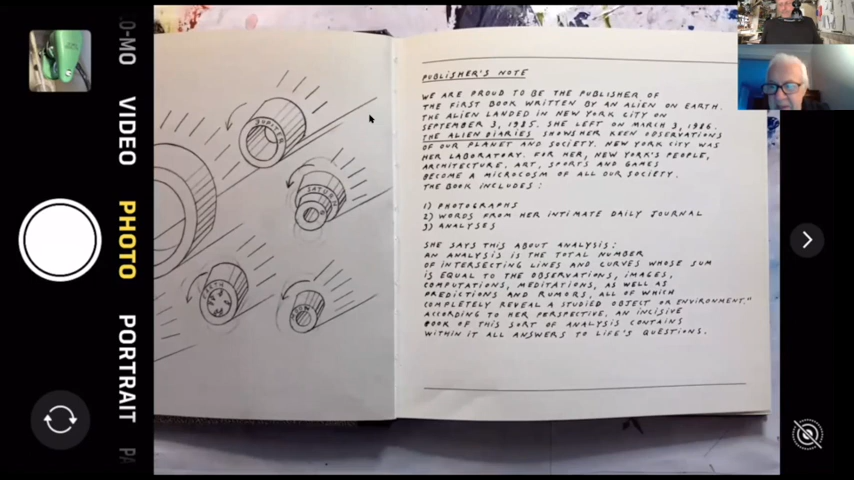 O-MO
VIDEO
PHOTO
PORTRAIT
PA
JUPITER
SATURN
EARTH
PUBLISHER'S NOTE
WE ARE PROUD TO BE THE PUBLISHER OF
THE FIRST BOOK WRITTEN BY AN ALIEN ON EARTH.
THE ALIEN LANDED IN NEW YORK CITY ON
SEPTEMBER 3, 1985. SHE LEFT ON MARCH 3, 1986.
THE ALIEN DIARIES SHOWS HER KEEN OBSERVATIONS
OF OUR PLANET AND SOCIETY. NEW YORK CITY WAS
HER LABORATORY. FOR HER, NEW YORK'S PEOPLE,
ARCHITECTURE, ART, SPORTS AND GAMES
BECOME A MICROCOSM OF ALL OUR SOCIETY.
THE BOOK INCLUDES:
1) PHOTOGRAPHS
2) WORDS FROM HER INTIMATE DAILY JOURNAL
3) ANALYSES
SHE SAYS THIS ABOUT ANALYSIS:
AN ANALYSIS IS THE TOTAL NUMBER
OF INTERSECTING LINES AND CURVES WHOSE SUM
IS EQUAL TO THE OBSERVATIONS, IMAGES,
COMPUTATIONS, MEDITATIONS, AS WELL AS
PREDICTIONS AND RUMORS, ALL OF WHICH
COMPLETELY REVEAL A STUDIED OBJECT OR ENVIRONMENT."
ACCORDING TO HER PERSPECTIVE, AN INCISIVE
BOOK OF THIS SORT OF ANALYSIS CONTAINS
WITHIN IT ALL ANSWERS TO LIFE'S QUESTIONS.